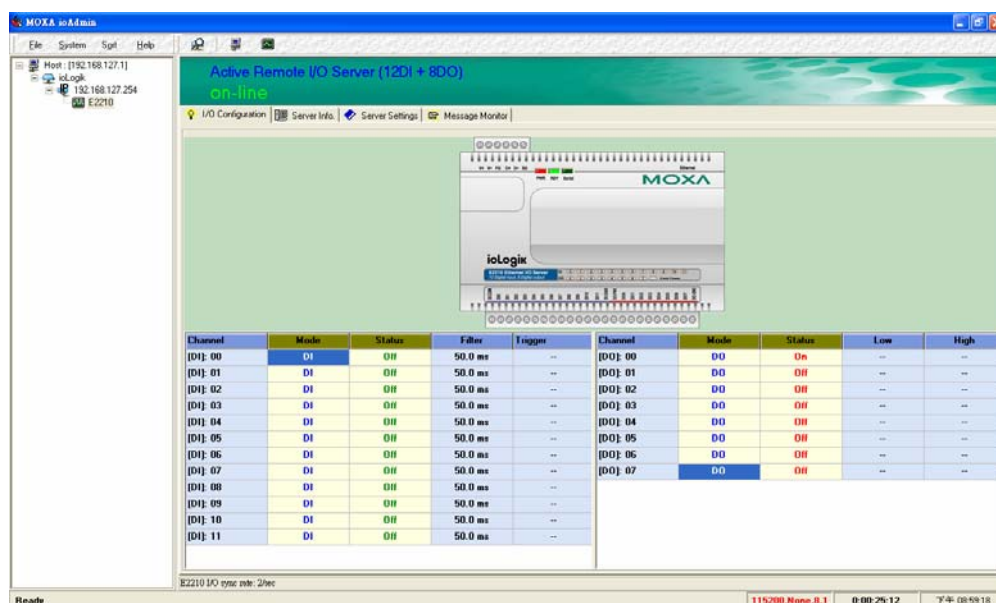 MOXA ioAdmin
File System Sort Help
Host : [192.168.127.1]
ioLogik
192.168.127.254
E2210
Active Remote I/O Server (12DI + 8DO)
on-line
I/O Configuration Server Info. Server Settings Message Monitor
MOXA
ioLogik
Channel Mode Status Filter Trigger Channel Mode Status Low High
[DI]: 00 DI Off 50.0 ms -- [DO]: 00 DO On -- --
[DI]: 01 DI Off 50.0 ms -- [DO]: 01 DO Off -- --
[DI]: 02 DI Off 50.0 ms -- [DO]: 02 DO Off -- --
[DI]: 03 DI Off 50.0 ms -- [DO]: 03 DO Off -- --
[DI]: 04 DI Off 50.0 ms -- [DO]: 04 DO Off -- --
[DI]: 05 DI Off 50.0 ms -- [DO]: 05 DO Off -- --
[DI]: 06 DI Off 50.0 ms -- [DO]: 06 DO Off -- --
[DI]: 07 DI Off 50.0 ms -- [DO]: 07 DO Off -- --
[DI]: 08 DI Off 50.0 ms --
[DI]: 09 DI Off 50.0 ms --
[DI]: 10 DI Off 50.0 ms --
[DI]: 11 DI Off 50.0 ms --
E2210 I/O sync rate: 2/sec
Ready 115200 None,8,1 0:00:25:12 下午 08:59:18